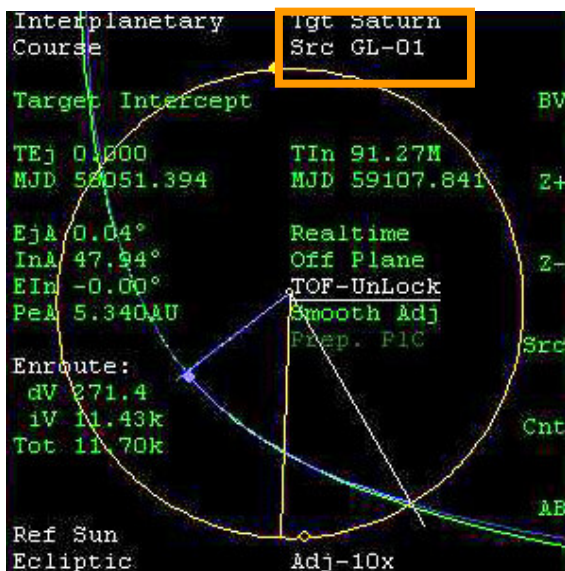 Interplanetary Tgt Saturn
Course Src GL-01
Target Intercept BV
TEj 0.000 TIn 91.27M
MJD 58051.394 MJD 59107.841 Z+
EjA 0.04° Realtime
InA 47.94° Off Plane Z-
EIn -0.00° TOF-UnLock
PeA 5.340AU Smooth Adj
Prep. PlC Src
Enroute:
dV 271.4
iV 11.43k Cnt
Tot 11.70k
AB
Ref Sun
Ecliptic Adj-10x